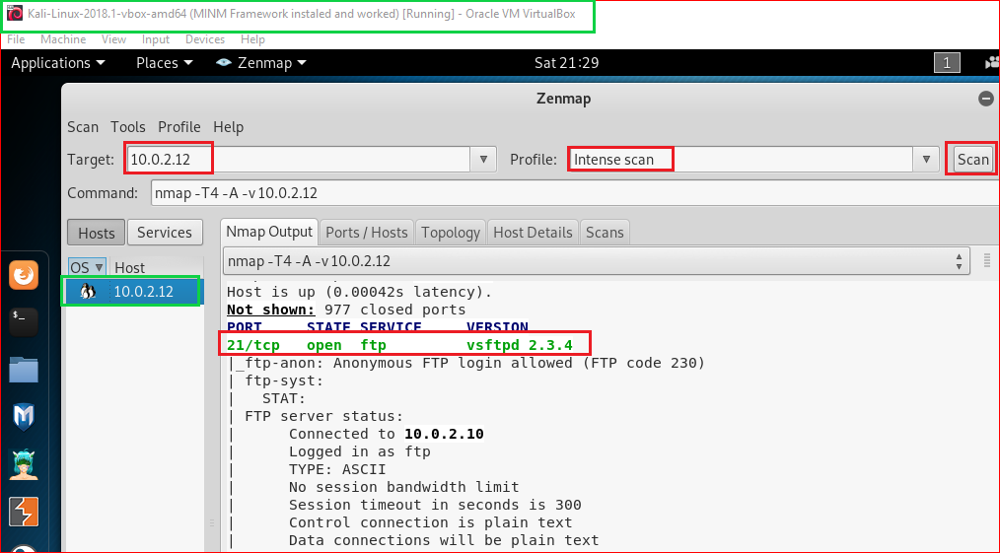 Kali-Linux-2018.1-vbox-amd64 (MINM Framework instaled and worked) [Running] - Oracle VM VirtualBox
File Machine View Input Devices Help
Applications Places Zenmap Sat 21:29 1
Zenmap
Scan Tools Profile Help
Target: 10.0.2.12 Profile: Intense scan Scan
Command: nmap -T4 -A -v 10.0.2.12
Hosts Services Nmap Output Ports / Hosts Topology Host Details Scans
nmap -T4 -A -v 10.0.2.12
OS Host
10.0.2.12
Host is up (0.00042s latency).
Not shown: 977 closed ports
PORT STATE SERVICE VERSION
21/tcp open ftp vsftpd 2.3.4
|_ftp-anon: Anonymous FTP login allowed (FTP code 230)
| ftp-syst:
| STAT:
| FTP server status:
| Connected to 10.0.2.10
| Logged in as ftp
| TYPE: ASCII
| No session bandwidth limit
| Session timeout in seconds is 300
| Control connection is plain text
| Data connections will be plain text